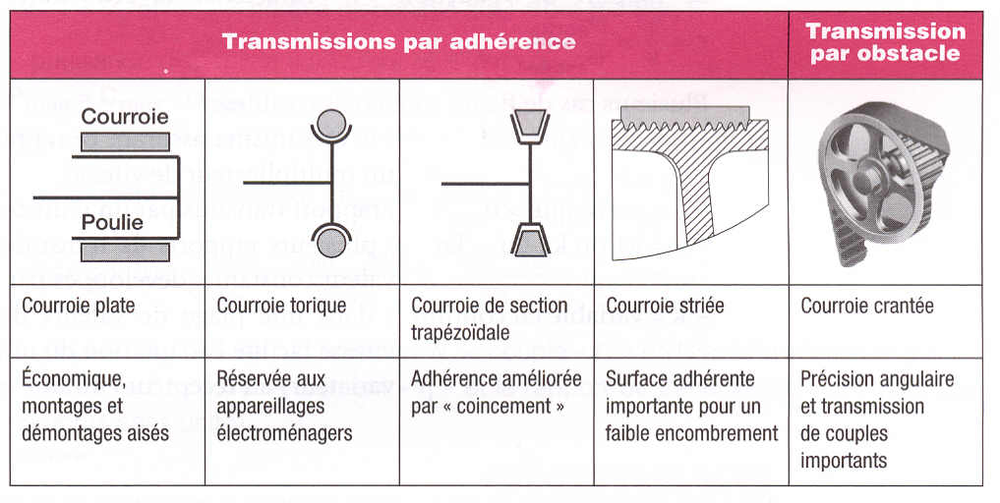 Transmissions par adhérence
Transmission
par obstacle
Courroie
Poulie
Courroie plate
Courroie torique
Courroie de section
trapézoïdale
Courroie striée
Courroie crantée
Économique,
montages et
démontages aisés
Réservée aux
appareillages
électroménagers
Adhérence améliorée
par « coincement »
Surface adhérente
importante pour un
faible encombrement
Précision angulaire
et transmission
de couples
importants